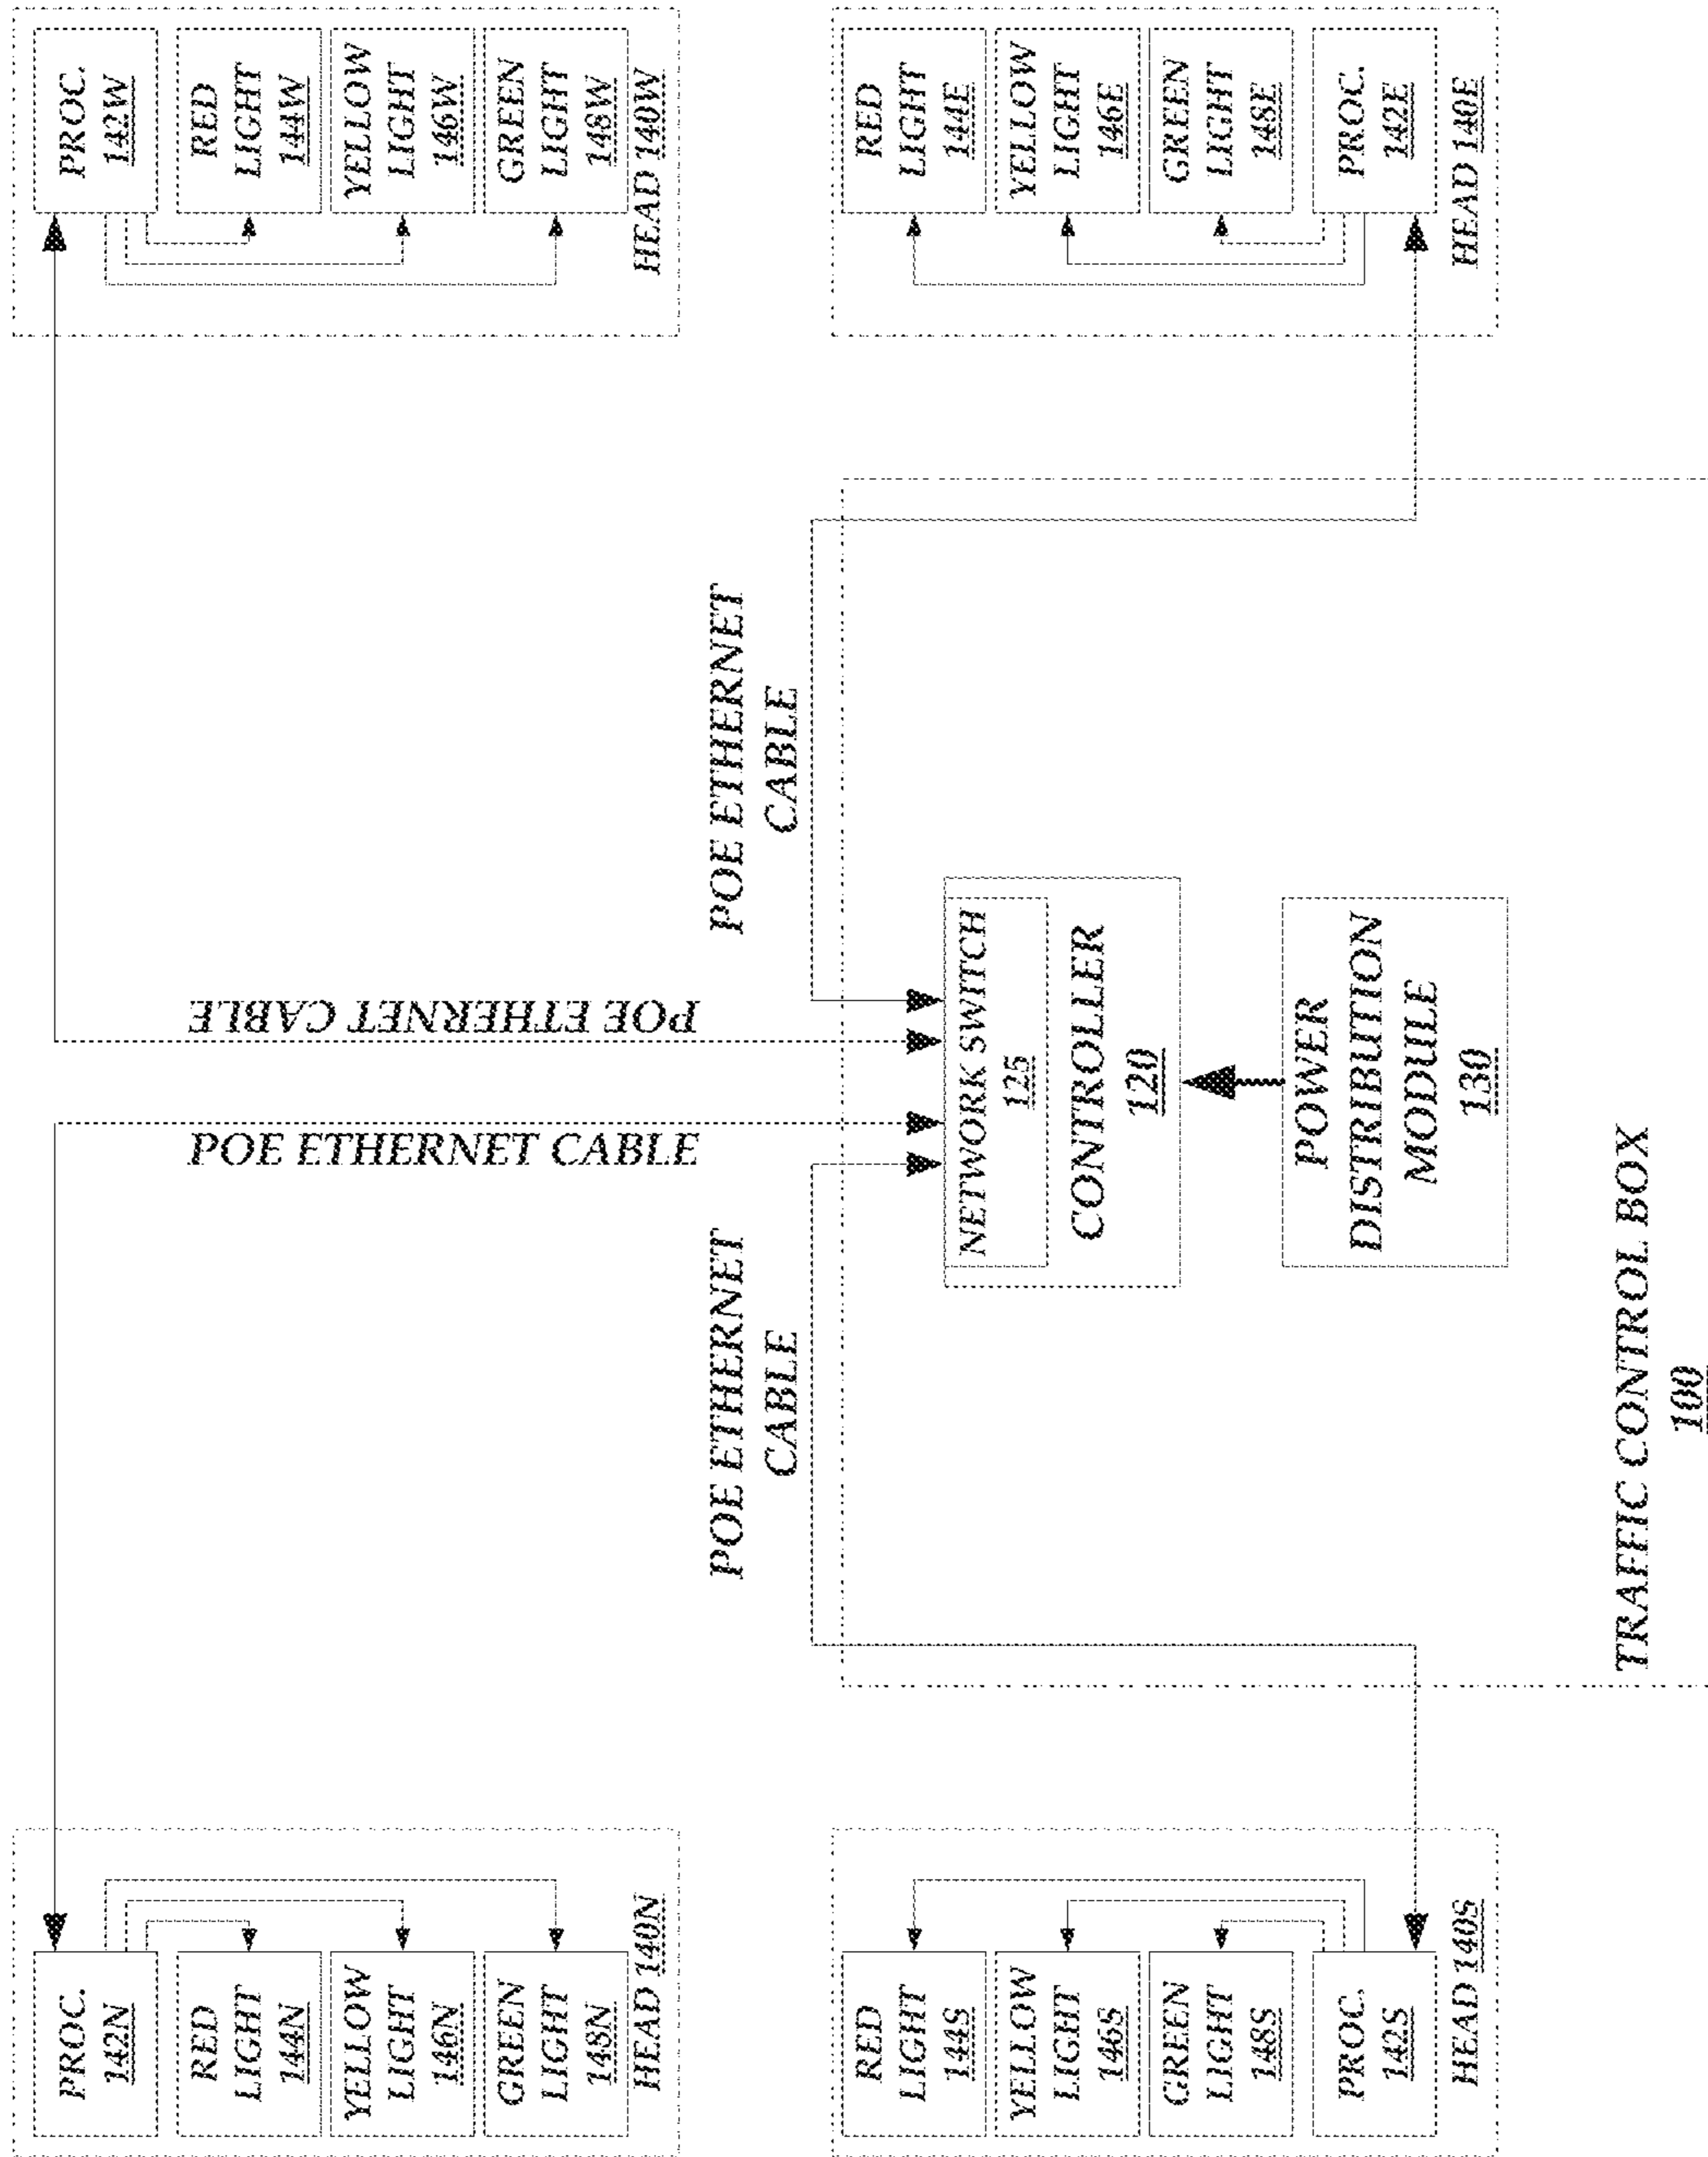 PROC.
142N
RED
LIGHT
144N
YELLOW
LIGHT
146N
GREEN
LIGHT
148N
HEAD 140N
PROC.
142W
RED
LIGHT
144W
YELLOW
LIGHT
146W
GREEN
LIGHT
148W
HEAD 140W
POE ETHERNET CABLE
POE ETHERNET CABLE
POE ETHERNET
CABLE
POE ETHERNET
CABLE
RED
LIGHT
144S
YELLOW
LIGHT
146S
GREEN
LIGHT
148S
PROC.
142S
HEAD 140S
NETWORK SWITCH
125
CONTROLLER
120
POWER
DISTRIBUTION
MODULE
130
RED
LIGHT
144E
YELLOW
LIGHT
146E
GREEN
LIGHT
148E
PROC.
142E
HEAD 140E
TRAFFIC CONTROL BOX
100